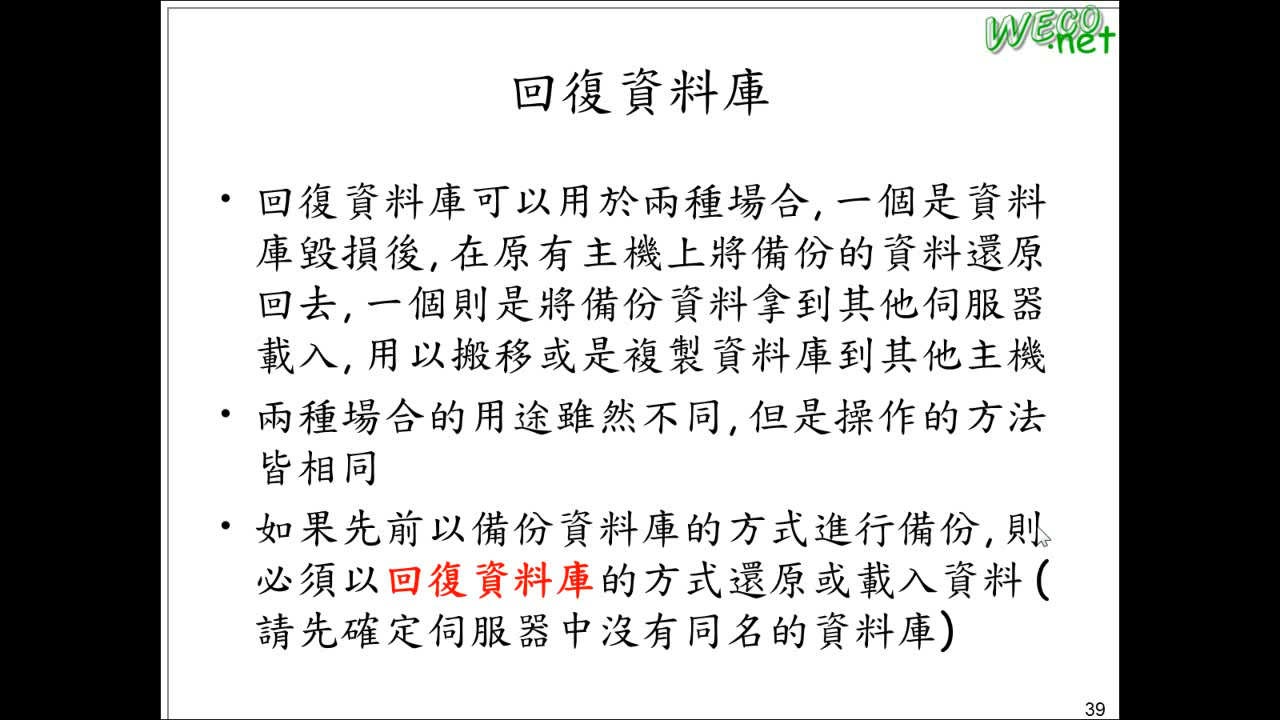 WECO
.net
回復資料庫
• 回復資料庫可以用於兩種場合, 一個是資料
庫毀損後, 在原有主機上將備份的資料還原
回去, 一個則是將備份資料拿到其他伺服器
載入, 用以搬移或是複製資料庫到其他主機
• 兩種場合的用途雖然不同, 但是操作的方法
皆相同
• 如果先前以備份資料庫的方式進行備份, 則
必須以回復資料庫的方式還原或載入資料 (
請先確定伺服器中沒有同名的資料庫)
39